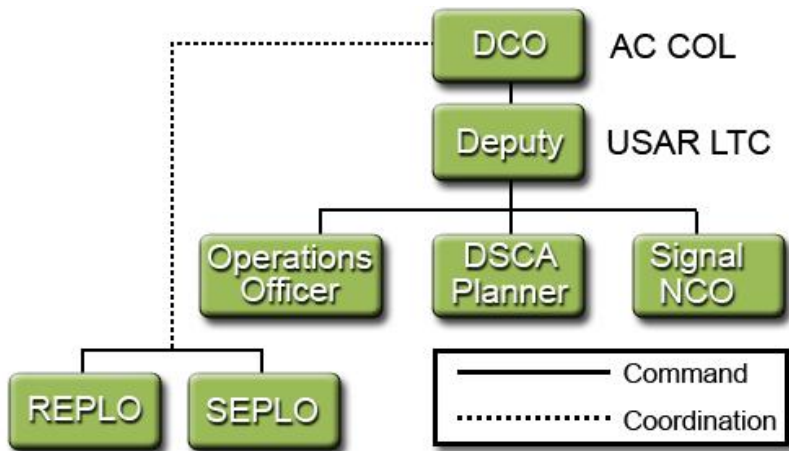 DCO
AC COL
Deputy
USAR LTC
Operations
Officer
DSCA
Planner
Signal
NCO
REPLO
SEPLO
Command
Coordination